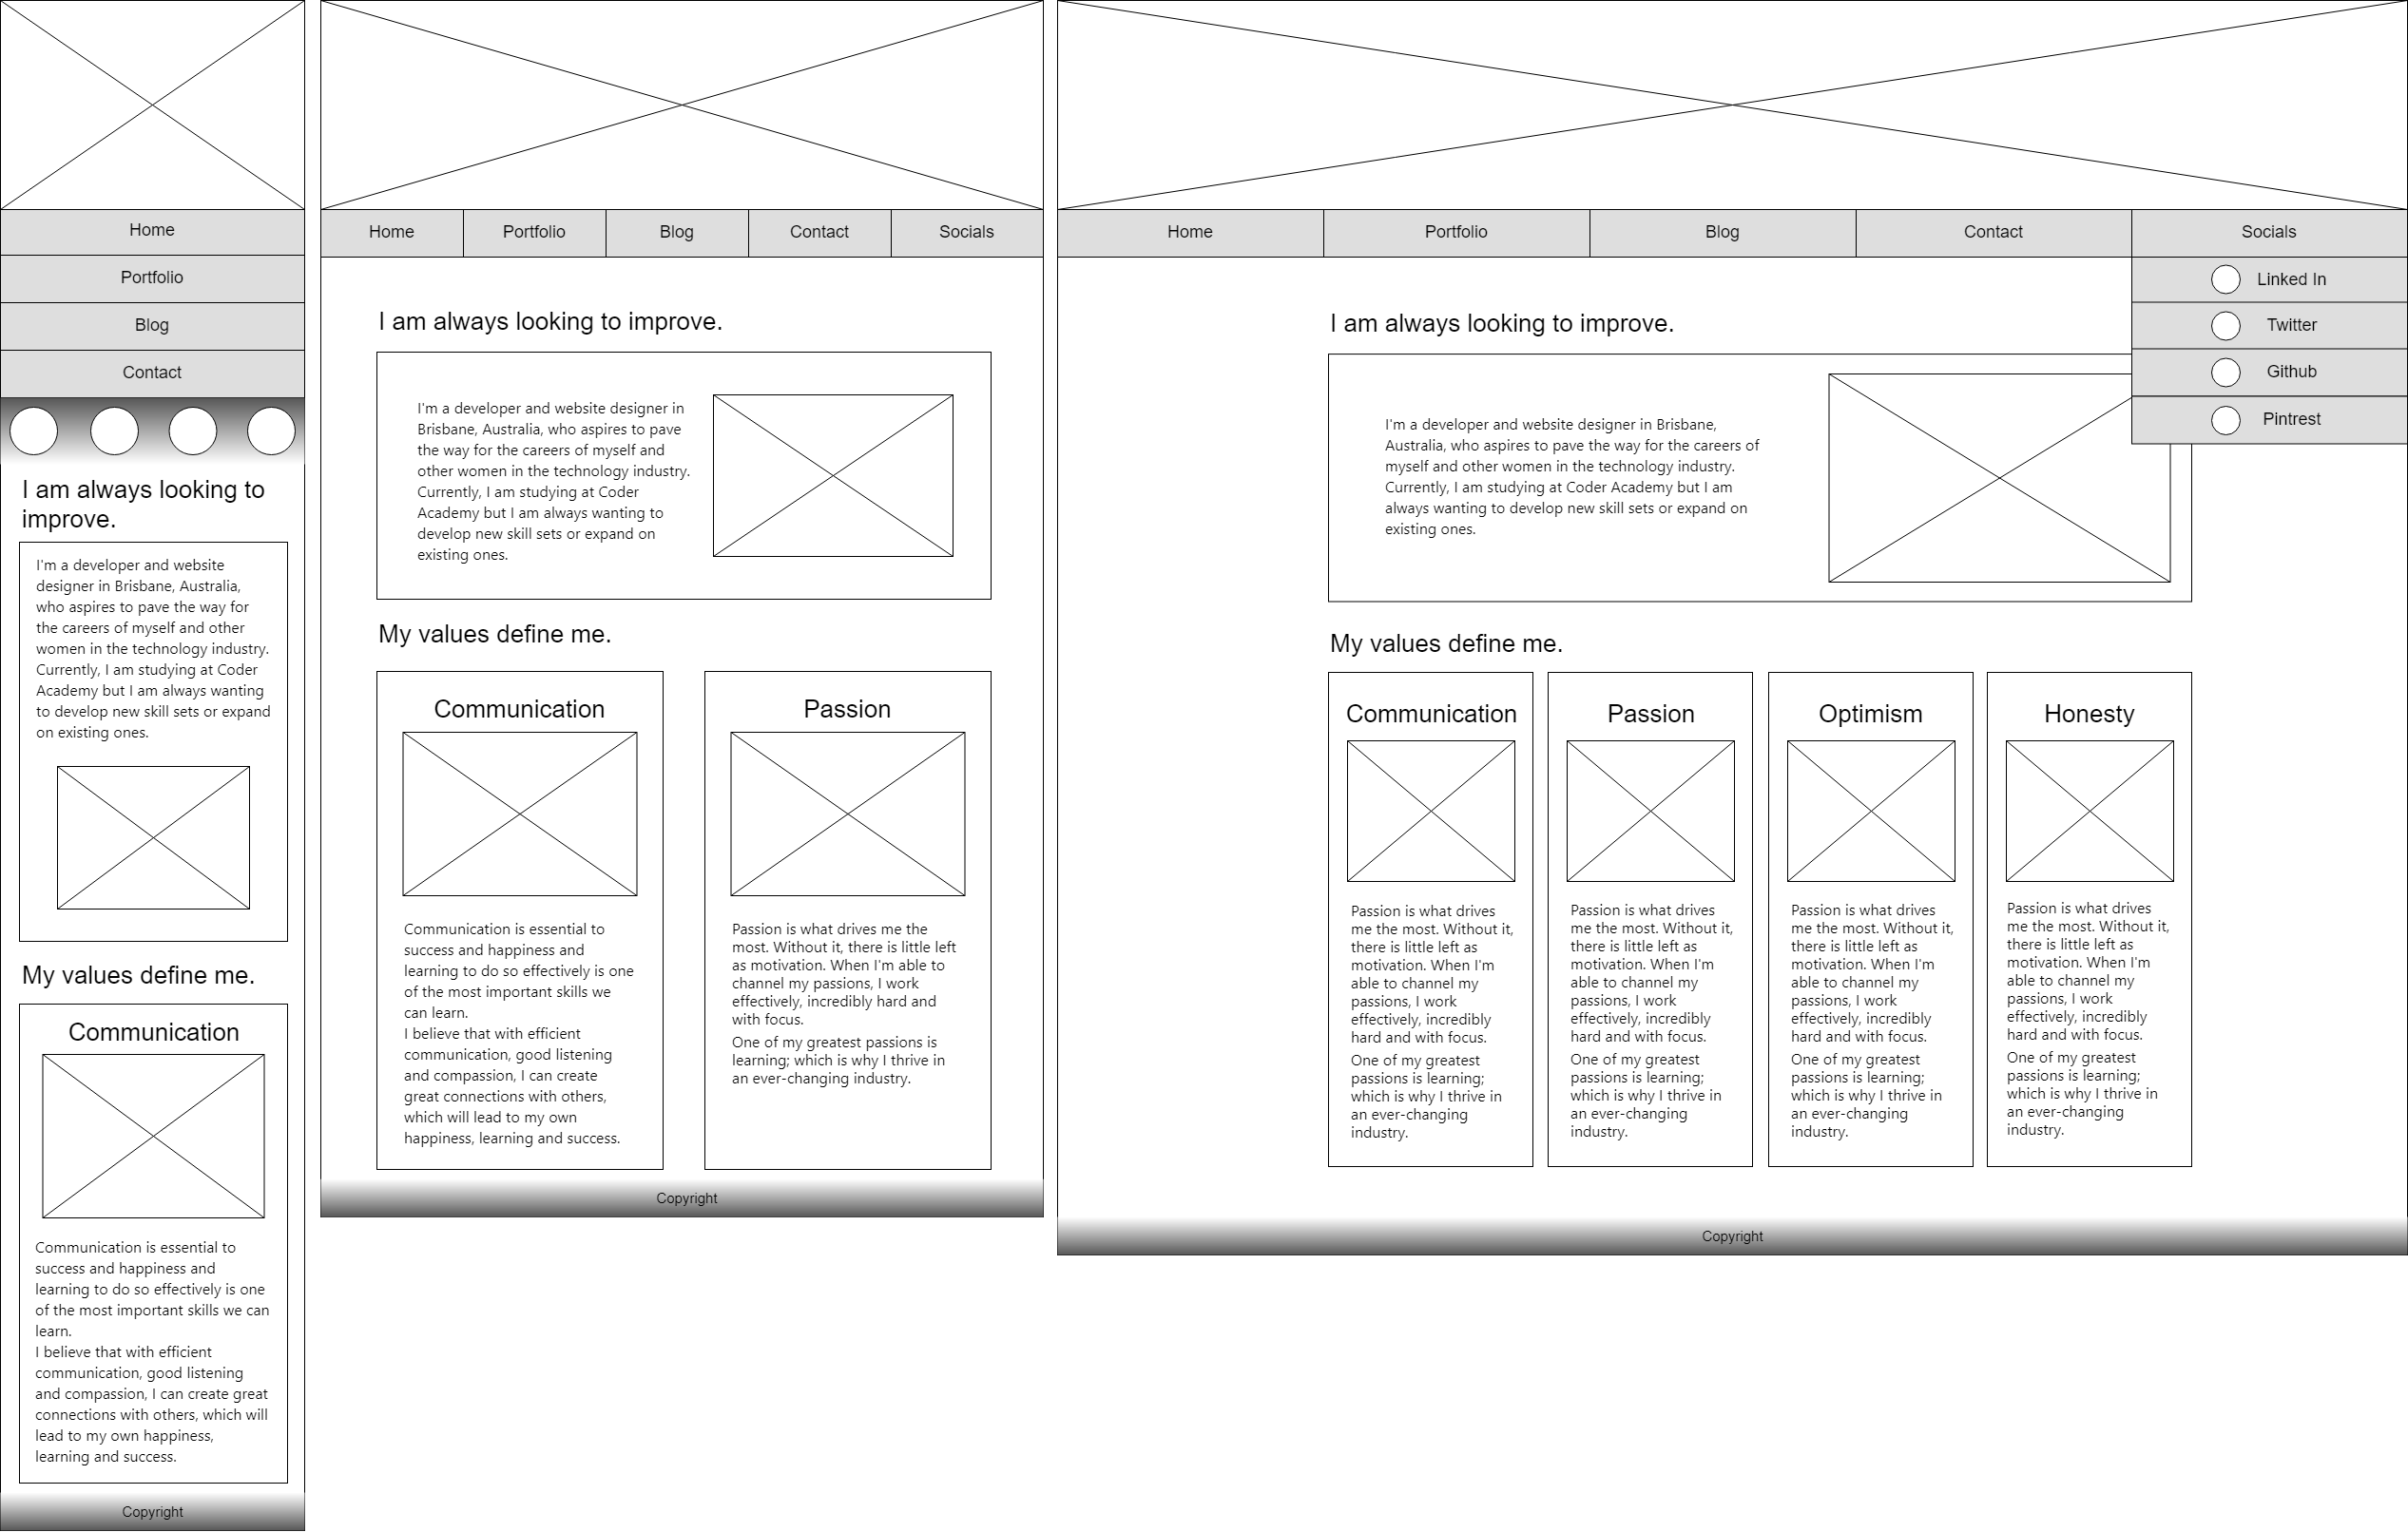 Home
Portfolio
Blog
Contact
I am always looking to
improve.
I'm a developer and website
designer in Brisbane, Australia,
who aspires to pave the way for
the careers of myself and other
women in the technology industry.
Currently, I am studying at Coder
Academy but I am always wanting
to develop new skill sets or expand
on existing ones.
My values define me.
Communication
Communication is essential to
success and happiness and
learning to do so effectively is one
of the most important skills we can
learn.
I believe that with efficient
communication, good listening
and compassion, I can create great
connections with others, which will
lead to my own happiness,
learning and success.
Copyright
Home
Portfolio
Blog
Contact
Socials
I am always looking to improve.
I'm a developer and website designer in
Brisbane, Australia, who aspires to pave
the way for the careers of myself and
other women in the technology industry.
Currently, I am studying at Coder
Academy but I am always wanting to
develop new skill sets or expand on
existing ones.
My values define me.
Communication
Communication is essential to
success and happiness and
learning to do so effectively is one
of the most important skills we
can learn.
I believe that with efficient
communication, good listening
and compassion, I can create
great connections with others,
which will lead to my own
happiness, learning and success.
Passion
Passion is what drives me the
most. Without it, there is little left
as motivation. When I'm able to
channel my passions, I work
effectively, incredibly hard and
with focus.
One of my greatest passions is
learning; which is why I thrive in
an ever-changing industry.
Copyright
Home
Portfolio
Blog
Contact
Socials
Linked In
Twitter
Github
Pintrest
I am always looking to improve.
I'm a developer and website designer in Brisbane,
Australia, who aspires to pave the way for the careers of
myself and other women in the technology industry.
Currently, I am studying at Coder Academy but I am
always wanting to develop new skill sets or expand on
existing ones.
My values define me.
Communication
Passion is what drives
me the most. Without it,
there is little left as
motivation. When I'm
able to channel my
passions, I work
effectively, incredibly
hard and with focus.
One of my greatest
passions is learning;
which is why I thrive in
an ever-changing
industry.
Passion
Passion is what drives
me the most. Without it,
there is little left as
motivation. When I'm
able to channel my
passions, I work
effectively, incredibly
hard and with focus.
One of my greatest
passions is learning;
which is why I thrive in
an ever-changing
industry.
Optimism
Passion is what drives
me the most. Without it,
there is little left as
motivation. When I'm
able to channel my
passions, I work
effectively, incredibly
hard and with focus.
One of my greatest
passions is learning;
which is why I thrive in
an ever-changing
industry.
Honesty
Passion is what drives
me the most. Without it,
there is little left as
motivation. When I'm
able to channel my
passions, I work
effectively, incredibly
hard and with focus.
One of my greatest
passions is learning;
which is why I thrive in
an ever-changing
industry.
Copyright